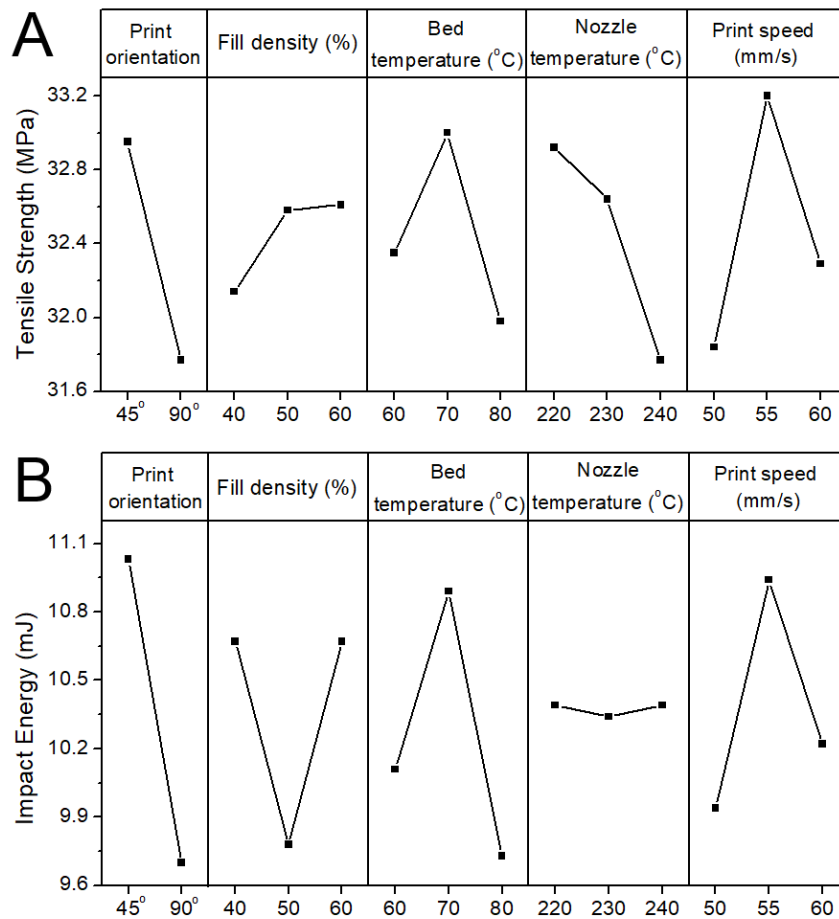 A
Print
orientation
Fill density (%)
Bed
temperature (°C)
Nozzle
temperature (°C)
Print speed
(mm/s)
Tensile Strength (MPa)
33.2
32.8
32.4
32.0
31.6
45° 90° 40 50 60 60 70 80 220 230 240 50 55 60
B
Print
orientation
Fill density (%)
Bed
temperature (°C)
Nozzle
temperature (°C)
Print speed
(mm/s)
Impact Energy (mJ)
11.1
10.8
10.5
10.2
9.9
9.6
45° 90° 40 50 60 60 70 80 220 230 240 50 55 60